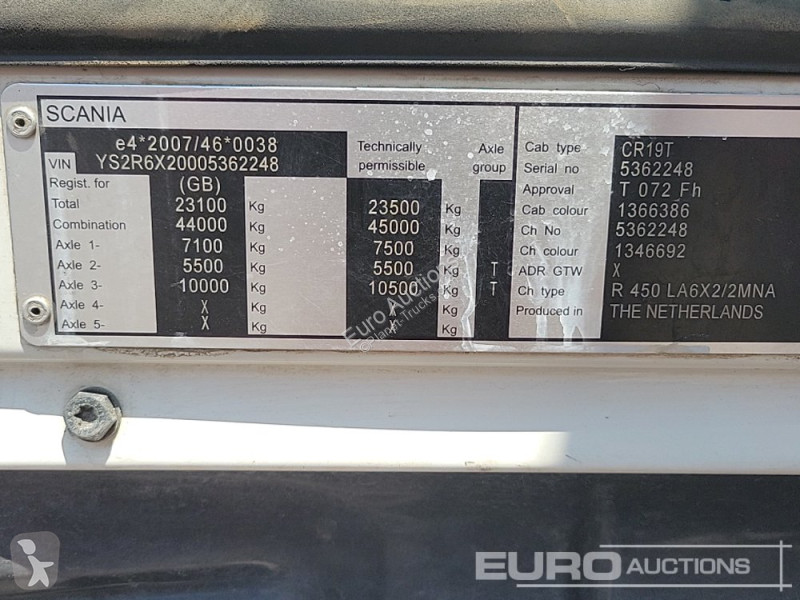 SCANIA
e4*2007/46*0038
VIN YS2R6X20005362248
Technically permissible
Axle group
Regist. for (GB)
Total 23100 Kg 23500 Kg
Combination 44000 Kg 45000 Kg
Axle 1- 7100 Kg 7500 Kg
Axle 2- 5500 Kg 5500 Kg T
Axle 3- 10000 Kg 10500 Kg T
Axle 4- X Kg X Kg
Axle 5- X Kg X Kg
Cab type CR19T
Serial no 5362248
Approval T 072 Fh
Cab colour 1366386
Ch No 5362248
Ch colour 1346692
ADR GTW X
Ch type R 450 LA6X2/2MNA
Produced in THE NETHERLANDS
Euro Auctions
©Planet-Trucks
EURO AUCTIONS